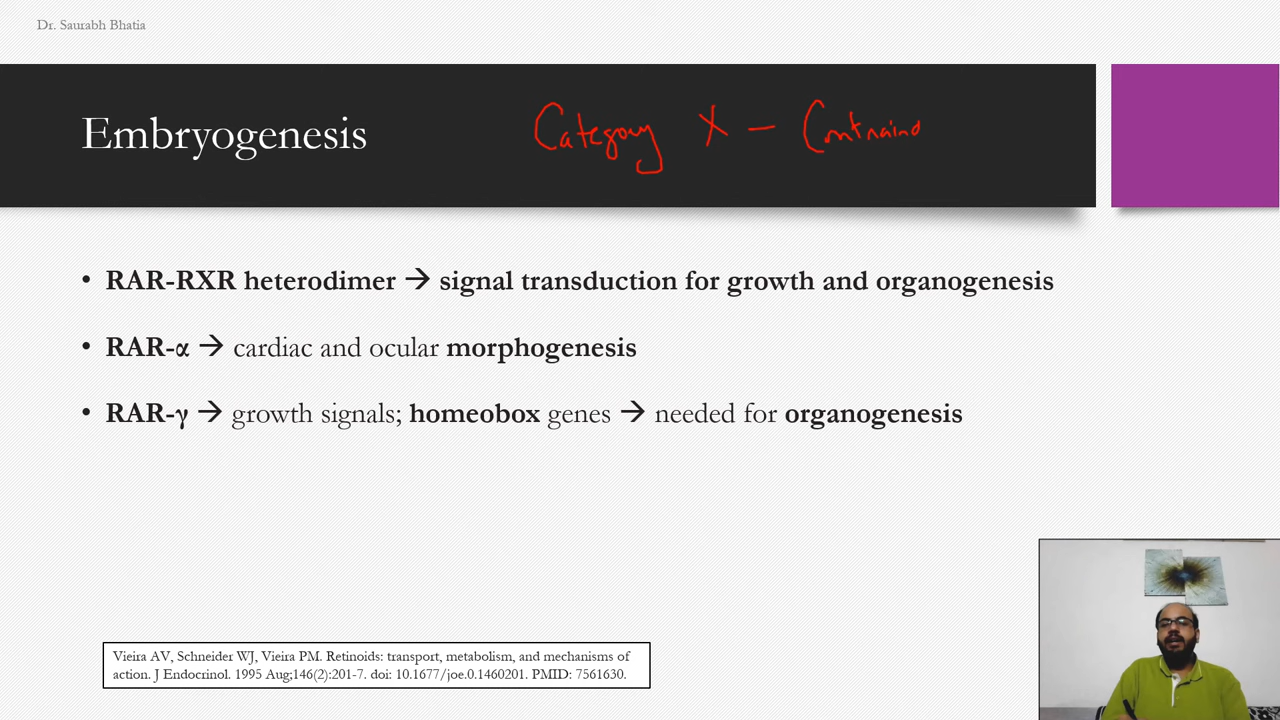 Dr. Saurabh Bhatia
Embryogenesis
Category X - Contraind
• RAR-RXR heterodimer → signal transduction for growth and organogenesis
• RAR-α → cardiac and ocular morphogenesis
• RAR-γ → growth signals; homeobox genes → needed for organogenesis
Vieira AV, Schneider WJ, Vieira PM. Retinoids: transport, metabolism, and mechanisms of
action. J Endocrinol. 1995 Aug;146(2):201-7. doi: 10.1677/joe.0.1460201. PMID: 7561630.